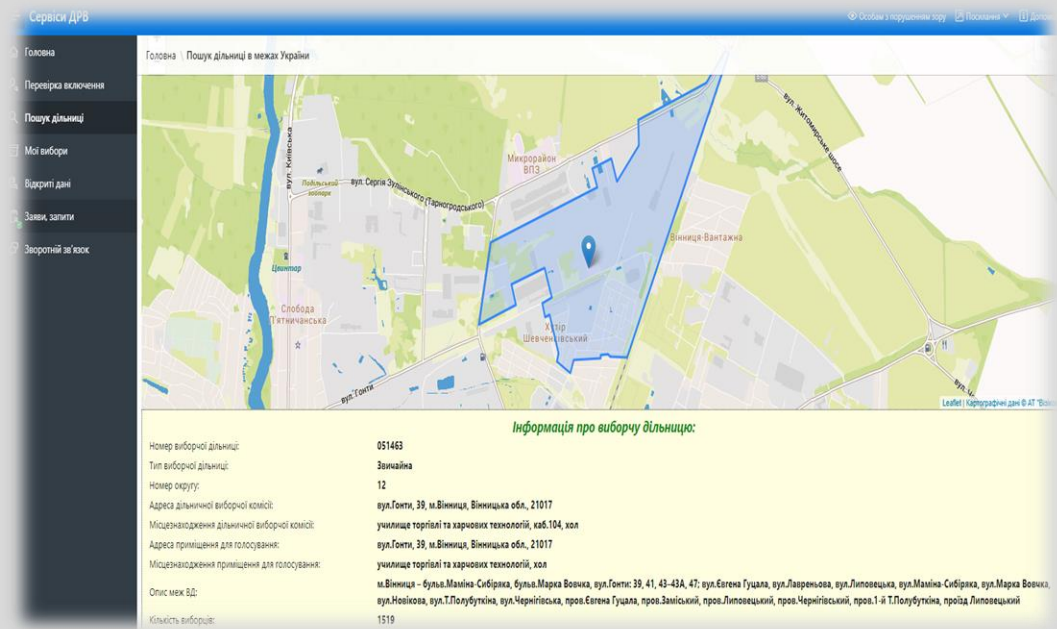 Сервіси ДРВ
Особам з порушенням зору
Посилання
Головна
Перевірка включення
Пошук дільниці
Мої вибори
Відкриті дані
Заяви, запити
Зворотній зв'язок
Головна \ Пошук дільниці в межах України
вул. Київська
Подільський зоопарк
вул. Сергія Зулінського (Тарногродського)
Мікрорайон ВПЗ
вул. Житомирське шосе
Вінниця-Вантажна
Цвинтар
Слобода П'ятничанська
Хутір Шевченківський
вул. Гонти
Leaflet | Картографічні дані © АТ
Інформація про виборчу дільницю:
Номер виборчої дільниці: 051463
Тип виборчої дільниці: Звичайна
Номер округу: 12
Адреса дільничної виборчої комісії: вул.Гонти, 39, м.Вінниця, Вінницька обл., 21017
Місцезнаходження дільничної виборчої комісії: училище торгівлі та харчових технологій, каб.104, хол
Адреса приміщення для голосування: вул.Гонти, 39, м.Вінниця, Вінницька обл., 21017
Місцезнаходження приміщення для голосування: училище торгівлі та харчових технологій, хол
Опис меж ВД: м.Вінниця – бульв.Маміна-Сибіряка, бульв.Марка Вовчка, вул.Гонти: 39, 41, 43-43А, 47; вул.Євгена Гуцала, вул.Лавреньова, вул.Липовецька, вул.Маміна-Сибіряка, вул.Марка Вовчка,
вул.Новікова, вул.Т.Полубуткіна, вул.Чернігівська, пров.Євгена Гуцала, пров.Заміський, пров.Липовецький, пров.Чернігівський, пров.1-й Т.Полубуткіна, проїзд Липовецький
Кількість виборців: 1519